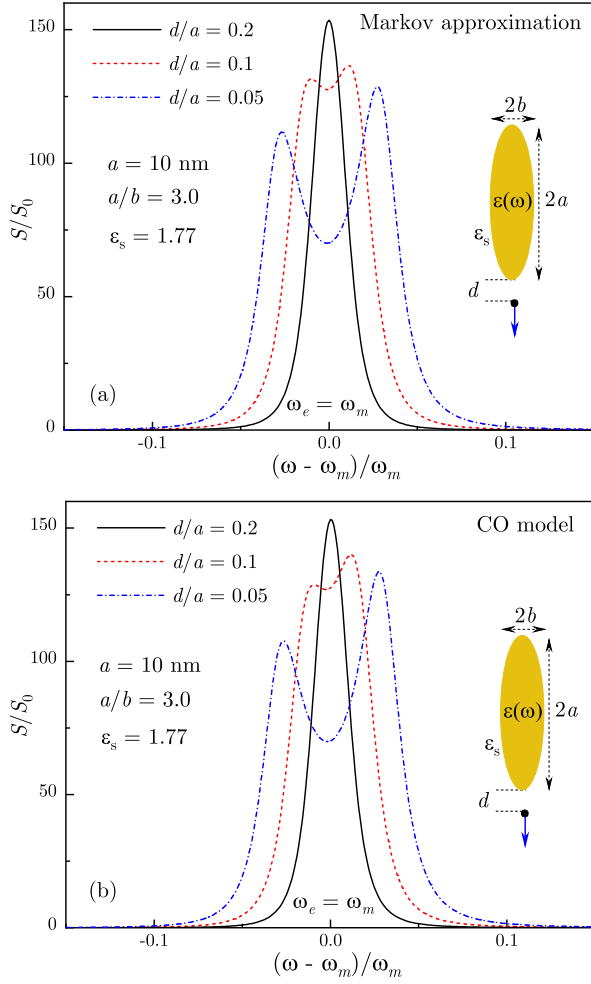 Markov approximation
150
d/a = 0.2
d/a = 0.1
d/a = 0.05
2b
100
a = 10 nm
a/b = 3.0
ε(ω)
2a
ε_s = 1.77
ε_s
S/S_0
50
d
(a)
ω_e = ω_m
0
-0.1 0.0 0.1
(ω - ω_m)/ω_m
CO model
150
d/a = 0.2
d/a = 0.1
d/a = 0.05
2b
100
a = 10 nm
a/b = 3.0
ε(ω)
2a
ε_s = 1.77
ε_s
S/S_0
50
d
(b)
ω_e = ω_m
0
-0.1 0.0 0.1
(ω - ω_m)/ω_m